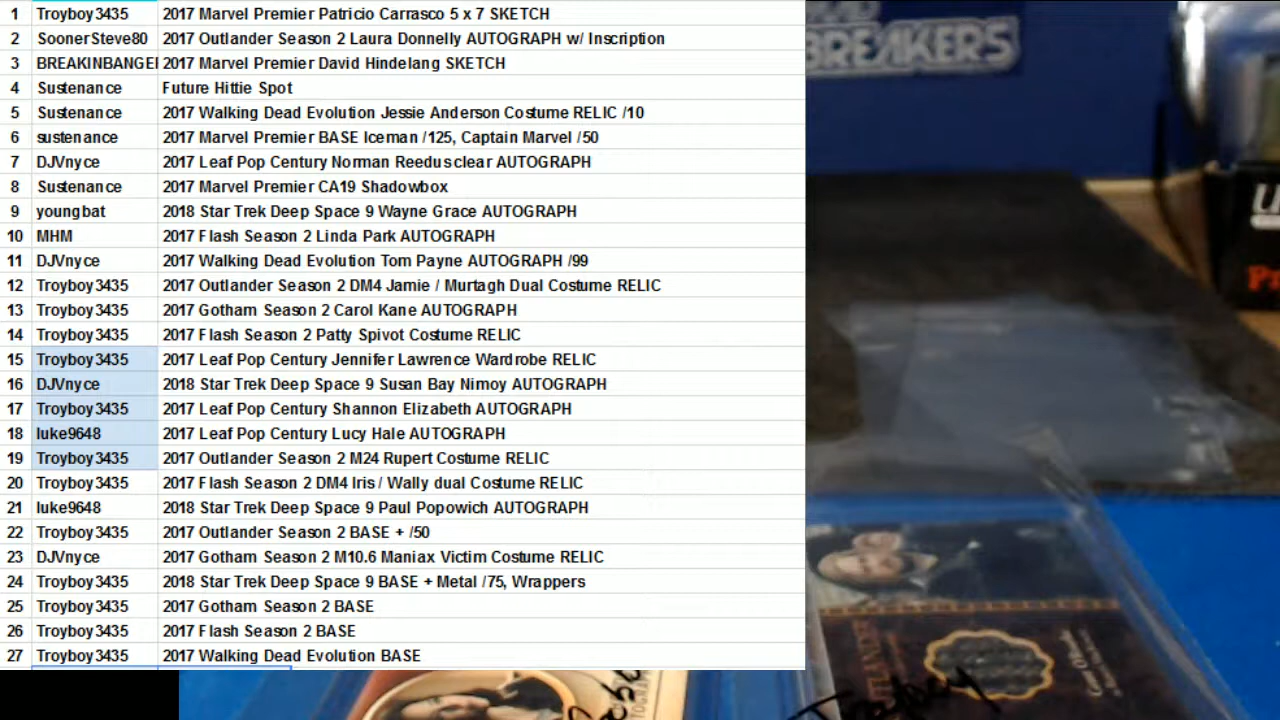 1 Troyboy3435 2017 Marvel Premier Patricio Carrasco 5 x 7 SKETCH
2 SoonerSteve80 2017 Outlander Season 2 Laura Donnelly AUTOGRAPH w/ Inscription
3 BREAKINBANGE 2017 Marvel Premier David Hindelang SKETCH
4 Sustenance Future Hittie Spot
5 Sustenance 2017 Walking Dead Evolution Jessie Anderson Costume RELIC /10
6 sustenance 2017 Marvel Premier BASE Iceman /125, Captain Marvel /50
7 DJVnyce 2017 Leaf Pop Century Norman Reedus clear AUTOGRAPH
8 Sustenance 2017 Marvel Premier CA19 Shadowbox
9 youngbat 2018 Star Trek Deep Space 9 Wayne Grace AUTOGRAPH
10 MHM 2017 Flash Season 2 Linda Park AUTOGRAPH
11 DJVnyce 2017 Walking Dead Evolution Tom Payne AUTOGRAPH /99
12 Troyboy3435 2017 Outlander Season 2 DM4 Jamie / Murtagh Dual Costume RELIC
13 Troyboy3435 2017 Gotham Season 2 Carol Kane AUTOGRAPH
14 Troyboy3435 2017 Flash Season 2 Patty Spivot Costume RELIC
15 Troyboy3435 2017 Leaf Pop Century Jennifer Lawrence Wardrobe RELIC
16 DJVnyce 2018 Star Trek Deep Space 9 Susan Bay Nimoy AUTOGRAPH
17 Troyboy3435 2017 Leaf Pop Century Shannon Elizabeth AUTOGRAPH
18 luke9648 2017 Leaf Pop Century Lucy Hale AUTOGRAPH
19 Troyboy3435 2017 Outlander Season 2 M24 Rupert Costume RELIC
20 Troyboy3435 2017 Flash Season 2 DM4 Iris / Wally dual Costume RELIC
21 luke9648 2018 Star Trek Deep Space 9 Paul Popowich AUTOGRAPH
22 Troyboy3435 2017 Outlander Season 2 BASE + /50
23 DJVnyce 2017 Gotham Season 2 M10.6 Maniax Victim Costume RELIC
24 Troyboy3435 2018 Star Trek Deep Space 9 BASE + Metal /75, Wrappers
25 Troyboy3435 2017 Gotham Season 2 BASE
26 Troyboy3435 2017 Flash Season 2 BASE
27 Troyboy3435 2017 Walking Dead Evolution BASE
BREAKERS